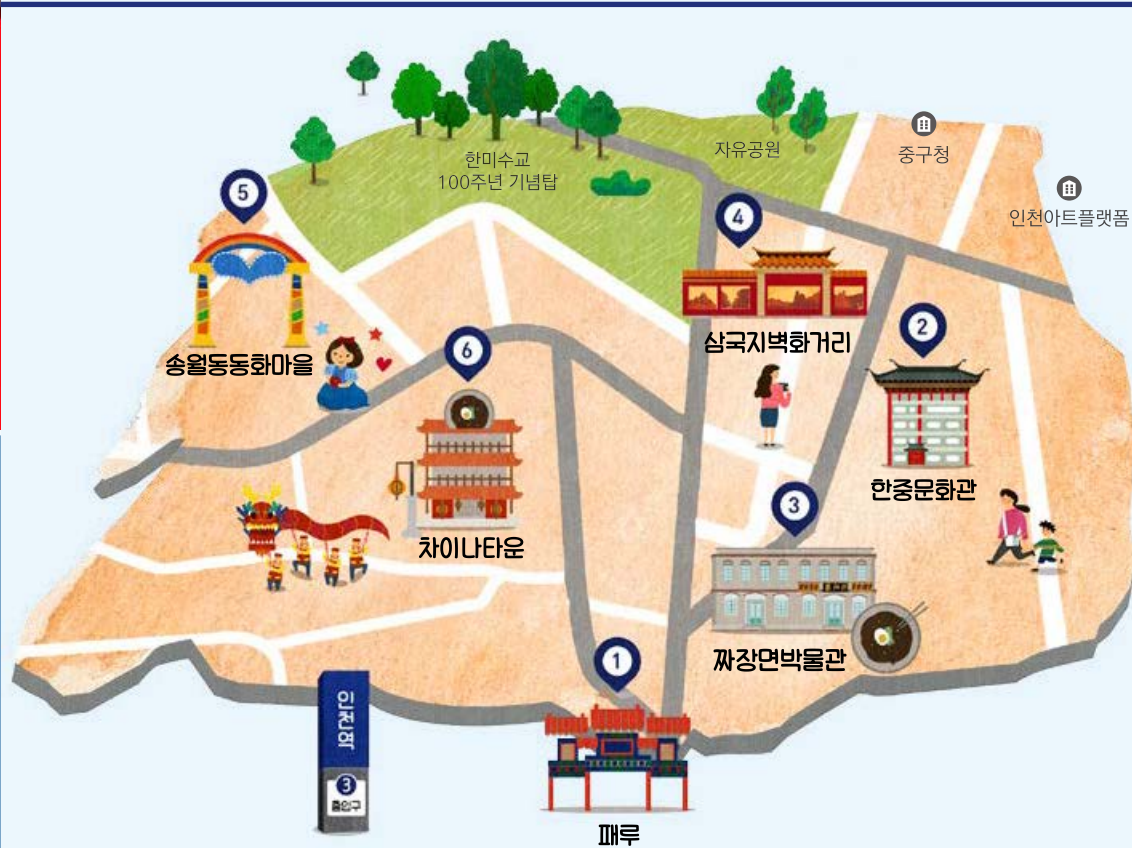 한미수교
100주년 기념탑
자유공원
중구청
인천아트플랫폼
5
4
2
송월동동화마을
6
삼국지벽화거리
한중문화관
3
차이나타운
짜장면박물관
1
인천역
3
출입구
패루